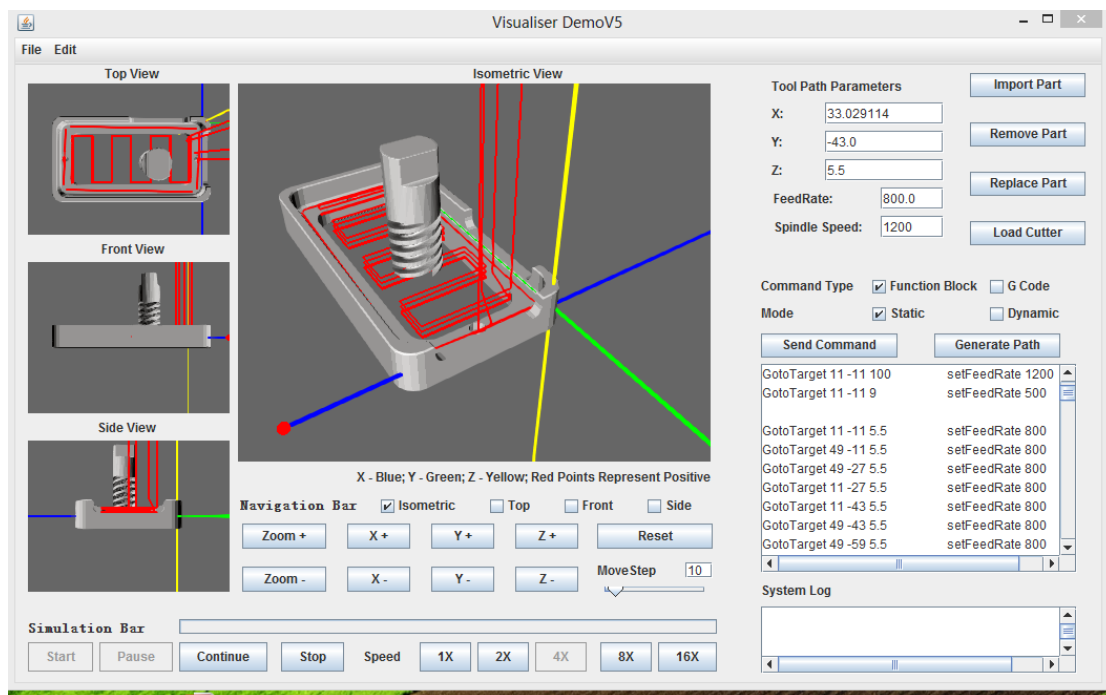 Visualiser DemoV5
File Edit
Top View
Isometric View
Front View
Side View
X - Blue; Y - Green; Z - Yellow; Red Points Represent Positive
Navigation Bar Isometric Top Front Side
Zoom + X + Y + Z + Reset
Zoom - X - Y - Z - MoveStep 10
Simulation Bar
Start Pause Continue Stop Speed 1X 2X 4X 8X 16X
Tool Path Parameters
X: 33.029114
Y: -43.0
Z: 5.5
FeedRate: 800.0
Spindle Speed: 1200
Import Part
Remove Part
Replace Part
Load Cutter
Command Type Function Block G Code
Mode Static Dynamic
Send Command Generate Path
GotoTarget 11 -11 100 setFeedRate 1200
GotoTarget 11 -11 9 setFeedRate 500
GotoTarget 11 -11 5.5 setFeedRate 800
GotoTarget 49 -11 5.5 setFeedRate 800
GotoTarget 49 -27 5.5 setFeedRate 800
GotoTarget 11 -27 5.5 setFeedRate 800
GotoTarget 11 -43 5.5 setFeedRate 800
GotoTarget 49 -43 5.5 setFeedRate 800
GotoTarget 49 -59 5.5 setFeedRate 800
System Log